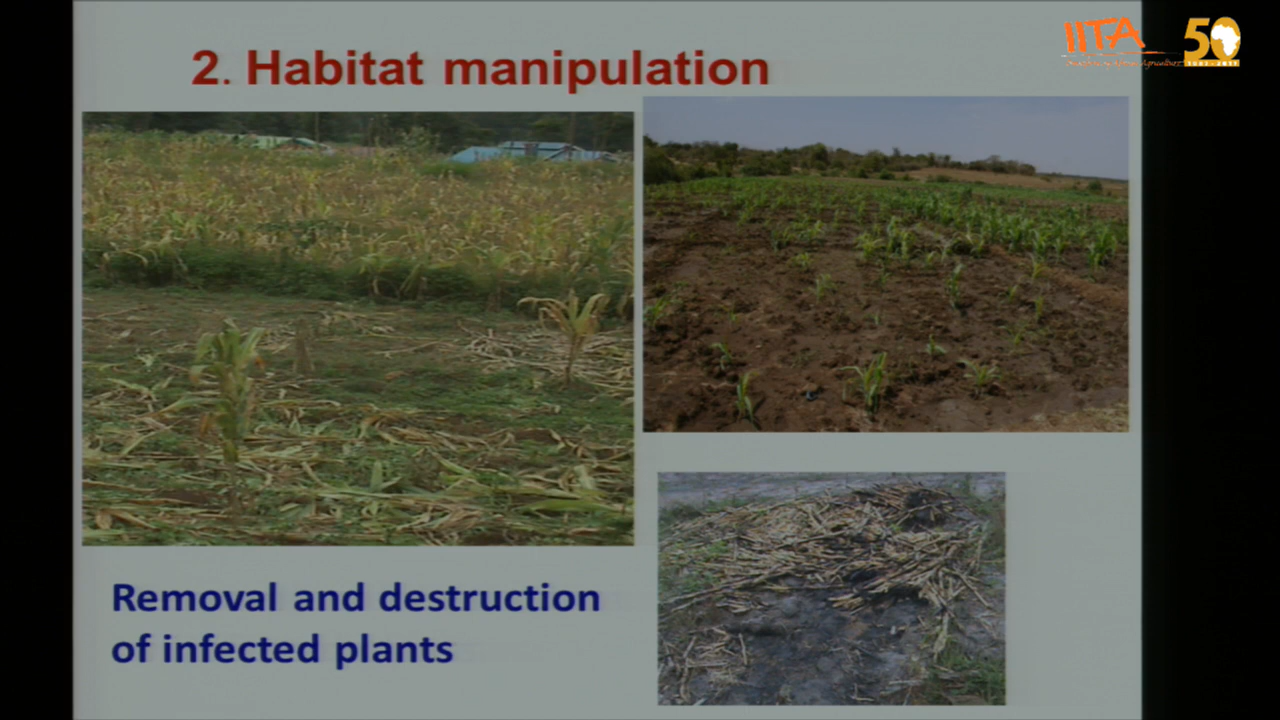 2. Habitat manipulation
IITA
50
Removal and destruction
of infected plants